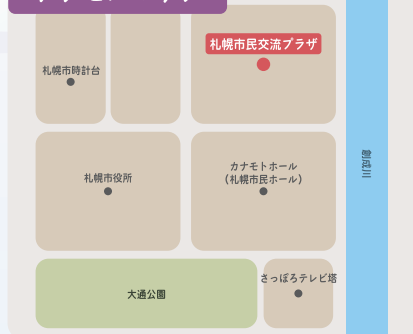 札幌市民交流プラザ
札幌市時計台
創成川
カナモトホール
（札幌市民ホール）
札幌市役所
さっぽろテレビ塔
大通公園